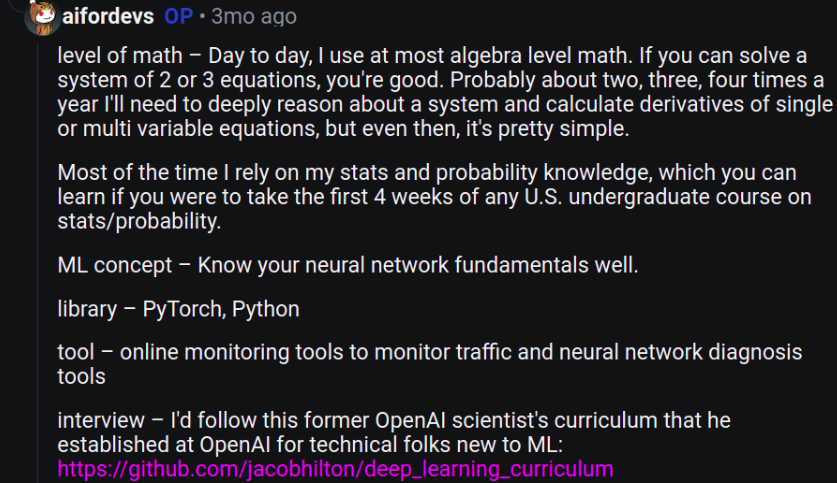 aifordevs OP • 3mo ago
level of math – Day to day, I use at most algebra level math. If you can solve a
system of 2 or 3 equations, you're good. Probably about two, three, four times a
year I'll need to deeply reason about a system and calculate derivatives of single
or multi variable equations, but even then, it's pretty simple.
Most of the time I rely on my stats and probability knowledge, which you can
learn if you were to take the first 4 weeks of any U.S. undergraduate course on
stats/probability.
ML concept – Know your neural network fundamentals well.
library – PyTorch, Python
tool – online monitoring tools to monitor traffic and neural network diagnosis
tools
interview – I'd follow this former OpenAI scientist's curriculum that he
established at OpenAI for technical folks new to ML:
https://github.com/jacobhilton/deep_learning_curriculum